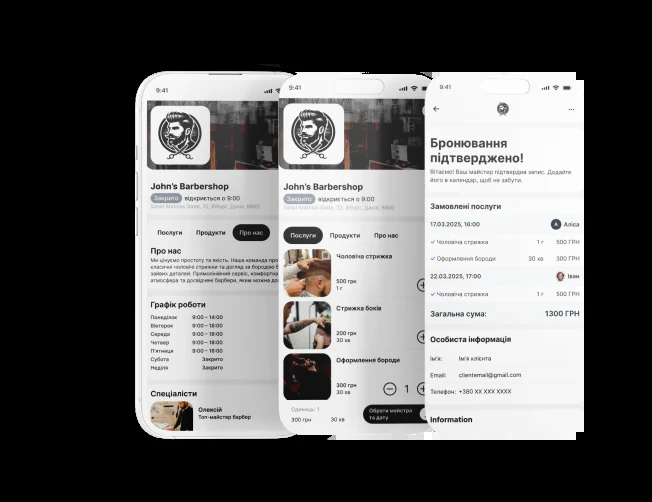 9:41
John's Barbershop
Закрито відкриється о 9:00
Послуги Продукти Про нас
Про нас
Ми цінуємо простоту та якість. Наша команда про
класичні чоловічі стрижки та догляд за бородою б
зайвих деталей. Прямолінійний сервіс, комфортна
атмосфера та досвідчені барбери, яким можна до
Графік роботи
Понеділок 9:00 – 14:00
Вівторок 9:00 – 18:00
Середа 9:00 – 18:00
Четвер 9:00 – 18:00
П'ятниця 9:00 – 18:00
Субота Закрито
Неділя Закрито
Спеціалісти
Олексій
Топ-майстер барбер
9:41
John's Barbershop
Закрито відкриється о 9:00
Послуги Продукти Про нас
Чоловіча стрижка
500 грн
1 г
Стрижка боків
200 грн
30 хв
Оформлення бороди
300 грн
30 хв
1
Одиниць: 1
300 грн 30 хв
Обрати майстра
та дату
9:41
Бронювання
підтверджено!
Вітаємо! Ваш майстер підтвердив запис. Додайте
його в календар, щоб не забути.
Замовлені послуги
17.03.2025, 16:00 А Аліса
Чоловіча стрижка 1 г 500 ГРН
Оформлення бороди 30 хв 300 ГРН
22.03.2025, 17:00 Іван
Чоловіча стрижка 1 г 500 ГРН
Загальна сума: 1300 ГРН
Особиста інформація
Ім'я: Ім'я клієнта
Email: clientemail@gmail.com
Телефон: +380 XX XXX XXXX
Information